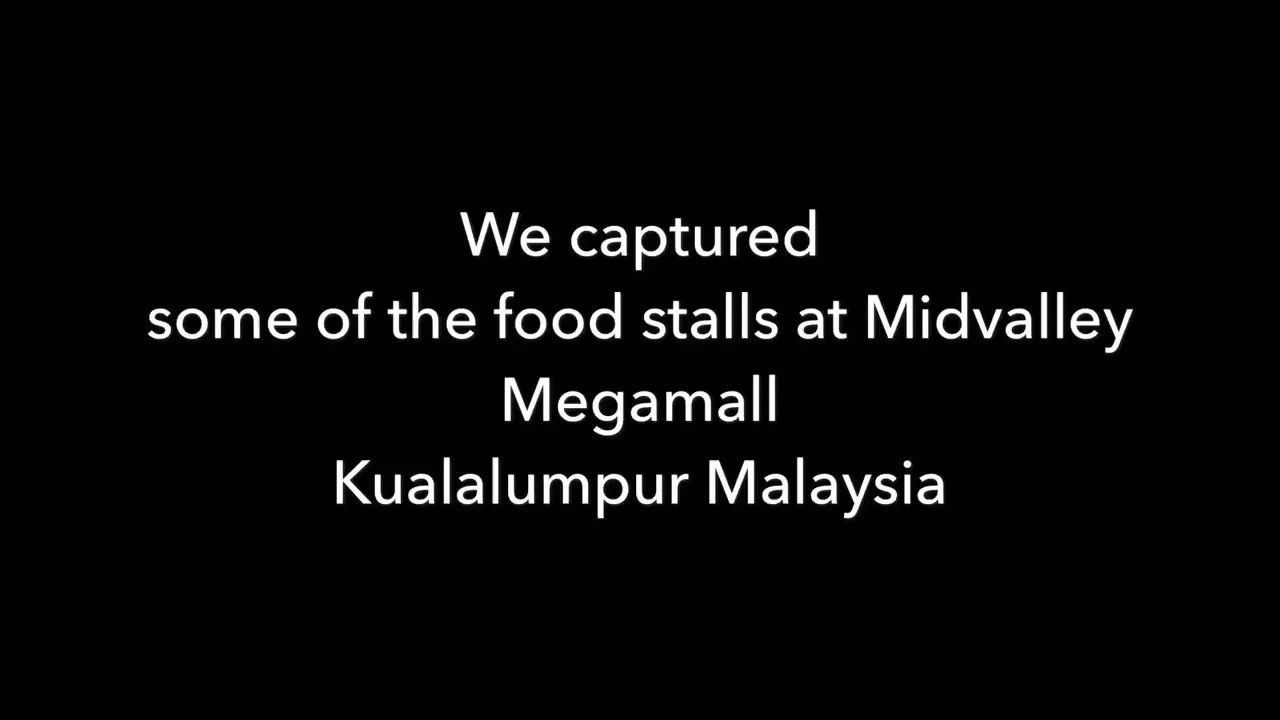 We captured
some of the food stalls at Midvalley
Megamall
Kualalumpur Malaysia